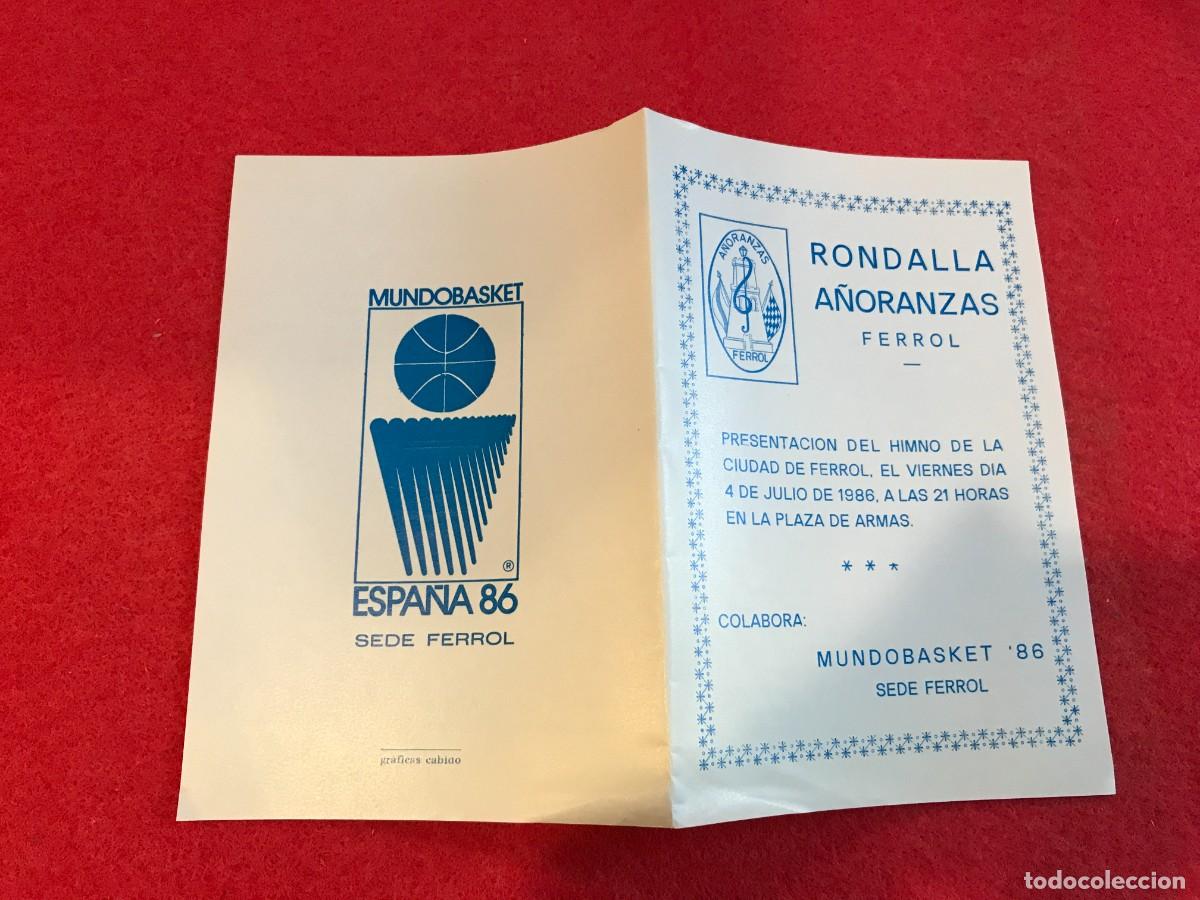 MUNDOBASKET
®
ESPAÑA 86
SEDE FERROL
gráficas cabido
AÑORANZAS
FERROL
RONDALLA
AÑORANZAS
FERROL
PRESENTACION DEL HIMNO DE LA
CIUDAD DE FERROL, EL VIERNES DIA
4 DE JULIO DE 1986, A LAS 21 HORAS
EN LA PLAZA DE ARMAS.
* * *
COLABORA:
MUNDOBASKET '86
SEDE FERROL
todocoleccion